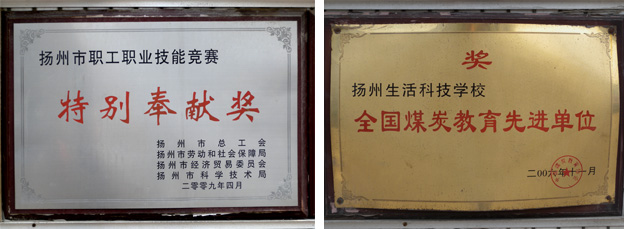 扬州市职工职业技能竞赛
特别奉献奖
扬州市总工会
扬州市劳动和社会保障局
扬州市经济贸易委员会
扬州市科学技术局
二零零九年四月
奖
扬州生活科技学校
全国煤炭教育先进单位
二00六年十一月